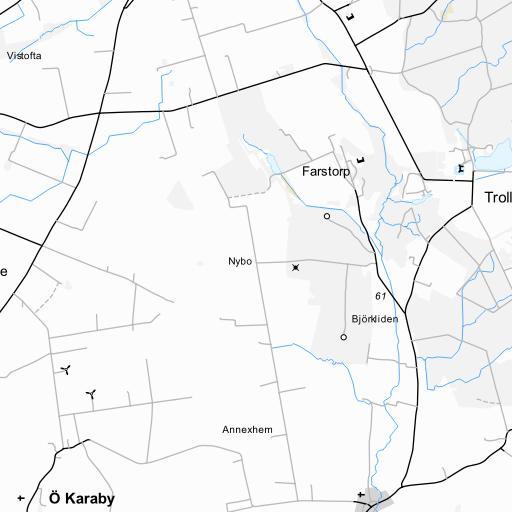 Vistofta
Farstorp
Troll
Nybo
e
61
Björkliden
Annexhem
Ö Karaby